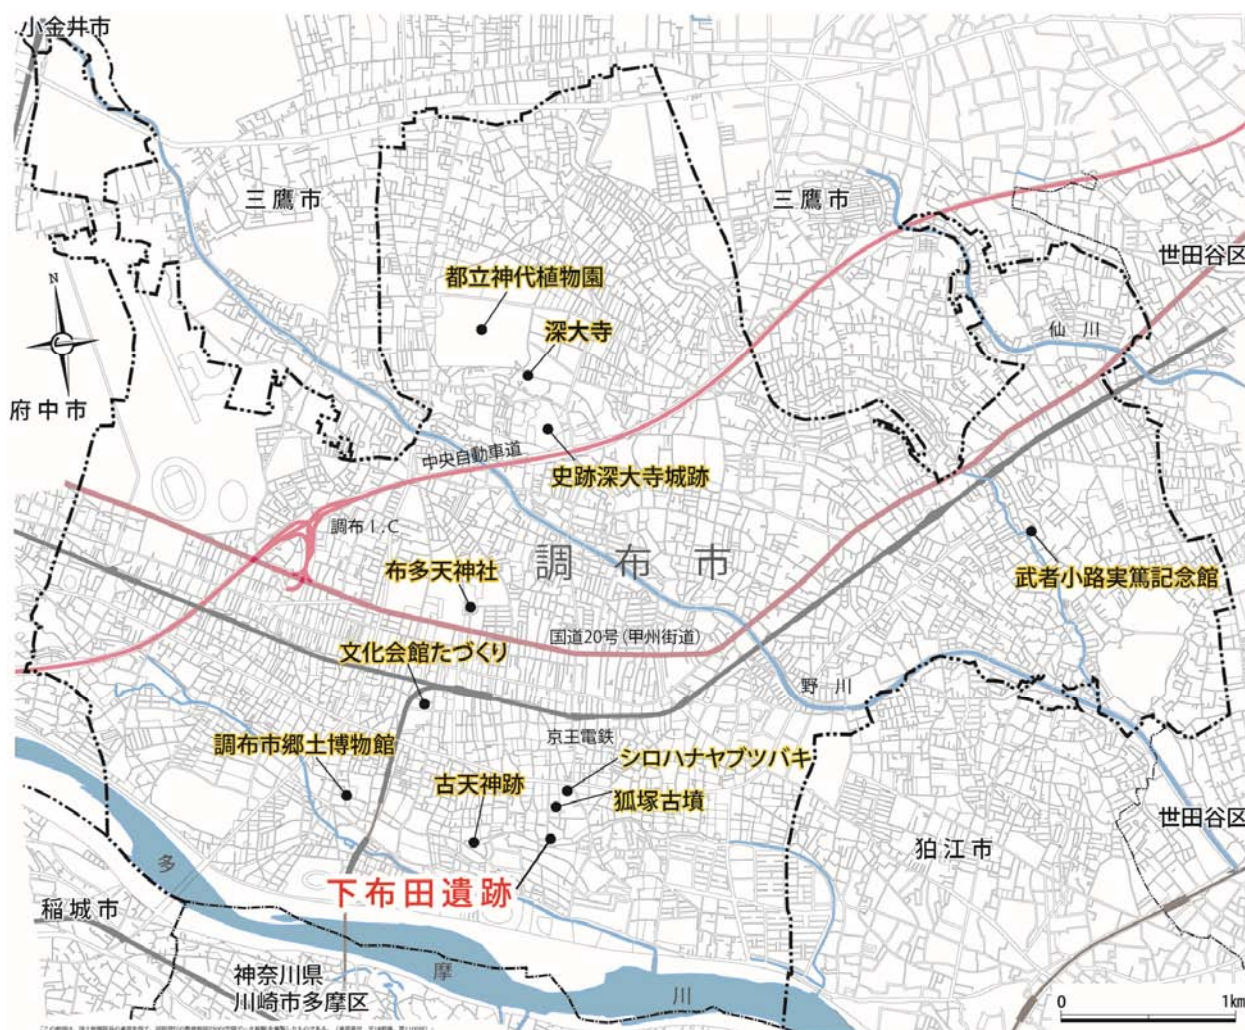 小金井市
三鷹市
三鷹市
世田谷区
都立神代植物園
深大寺
仙川
N
府中市
史跡深大寺城跡
中央自動車道
調布I.C
調布市
布多天神社
武者小路実篤記念館
国道20号(甲州街道)
文化会館たづくり
野川
京王電鉄
調布市郷土博物館
シロハナヤブツバキ
古天神跡
狐塚古墳
世田谷区
狛江市
多
下布田遺跡
稲城市
摩
神奈川県
川崎市多摩区
川
0 1km